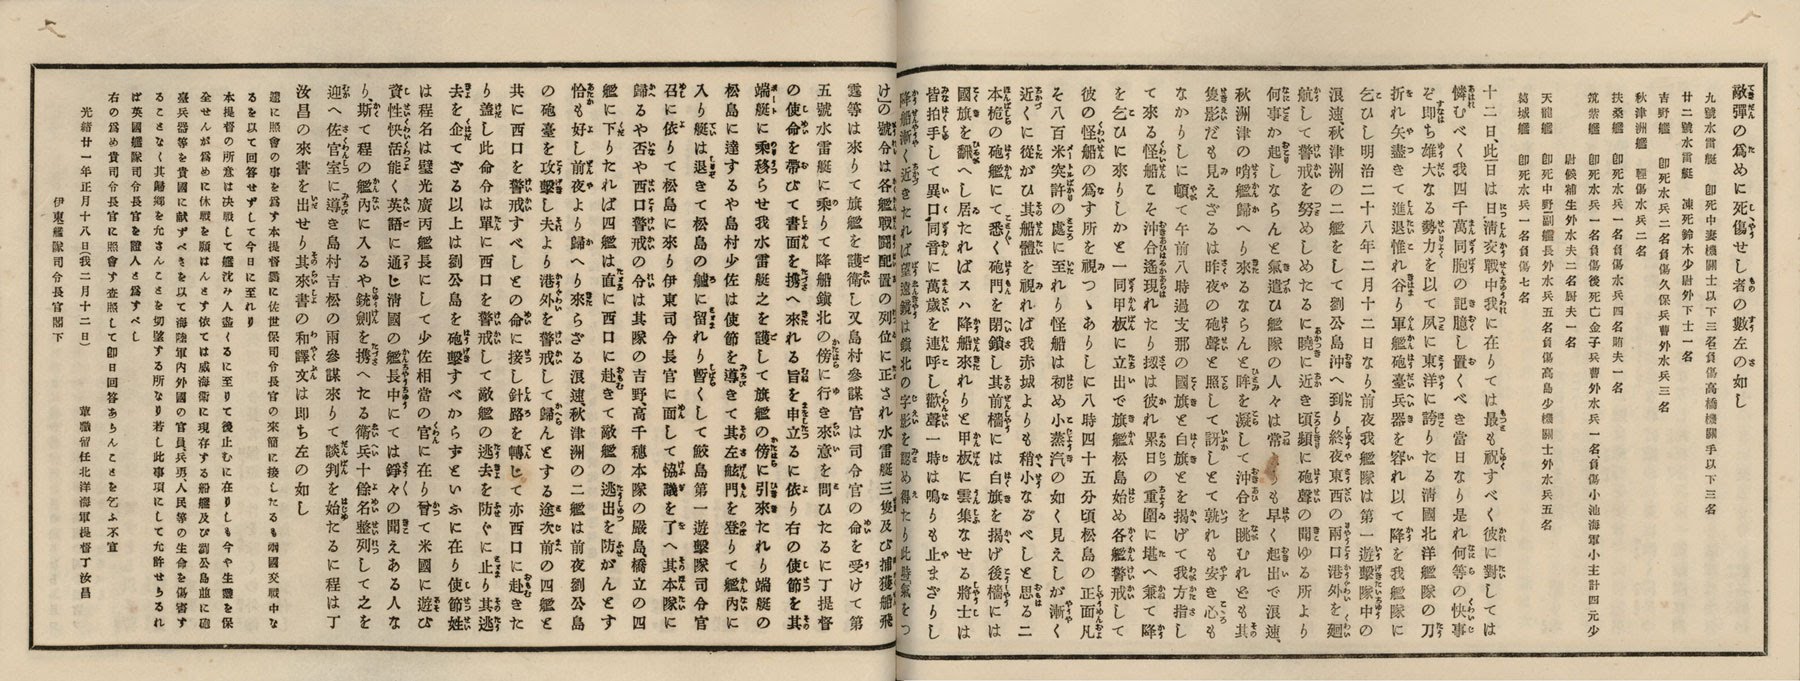 敵彈の爲めに死傷せし者の數左の如し
九號水雷艇　卽死中妻機關士以下三名負傷高橋機關手以下三名
廿二號水雷艇　凍死鈴木少尉外下士一名
吉野艦　卽死水兵二名負傷久保兵曹外水兵三名
秋津洲艦　輕傷水兵二名
扶桑艦　卽死水兵二名負傷水兵四名賄夫一名
筑紫艦　卽死水兵一名負傷後死亡金子兵曹外水兵一名、負傷小池海軍小主計四元少
尉候補生外水夫二名厨夫一名
天龍艦　卽死中野副艦長外水兵五名負傷高島少機關士外水兵五名
葛城艦　卽死水兵一名負傷七名
十二日、此日は日淸交戰中我に在りては最も祝すべく彼に對しては
憐むべく我四千萬同胞の記臆し置くべき當日なり是れ何等の快事
ぞ卽ち雄大なる勢力を以て夙に東洋に誇りたる淸國北洋艦隊の刀
折れ矢盡きて進退惟れ谷り軍艦砲臺兵器を容れ以て降を我艦隊に
乞ひし明治二十八年二月十二日なり、前夜我艦隊は第一遊擊隊中の
浪速、秋津洲の二艦をして劉公島沖へ到り終夜東西の兩口港外を廻
航して警戒を努めしめたるに曉に近き頃頻に砲聲の聞ゆる所より
何事か起しならんと氣遣ひ艦隊の人々は常よりも早く起出で浪速、
秋洲津の哨艦歸へり來るならんと眸を凝して沖合を眺むれども其
隻影だも見えざるは昨夜の砲聲と照して訝しとて孰れも安き心も
なかりしに頓て午前八時過支那の國旗と白旗とを揭げて我方指し
て來る怪船こそ沖合遙現れたり扨は彼れ累日の重圍に堪へ兼て降
を乞ひに來りしかと一同甲板に立出で旗艦松島始め各艦警戒して
彼の怪船の爲す所を視つゝありしに八時四十五分頃松島の正面凡
そ八百米突許の處に至れり怪船は初め小蒸汽の如く見えしが漸く
近くに從がひ其船體を視れば我赤城よりも稍小なるべしと思る二
本桅の砲艦にて悉く砲門を閉鎖し其前檣には白旗を揭げ後檣には
國旗を飜へし居たればスハ降船來れりと甲板に雲集なせる將士は
皆拍手して異口同音に萬歲を連呼し歡聲一時は鳴りも止まざりし
降船漸く近きたれば望遠鏡は鎭北の字影を認め得たり此時「氣をつ
け」の號令は各艦戰鬪配置の列位に正され水雷艇三隻及び捕獲船飛
霆等は來りて旗艦を護衛し又島村參謀官は司令官の命を受けて第
五號水雷艇に乘りて降船鎭北の傍に行き來意を問ひたるに丁提督
の使命を帶びて書面を携へ來れる旨を申立るに依り右の使節を其
端艇に乘移らせ我水雷艇之を護して旗艦の傍に引來たれり端艇の
松島に達するや島村少佐は使節を導きて其左舷門を登りて艦內に
入り艇は退きて松島の艫に留れり暫くして鮫島第一遊擊隊司令官
召に依りて松島に來り伊東司令長官に面して協議を了へ其本隊に
歸るや否や西口警戒の令は其隊の吉野高千穗本隊の嚴島、橋立の四
艦に下りたれば四艦は直に西口に赴きて敵艦の逃出を防がんとす
恰も好し前夜より歸へり來らざる浪速、秋津洲の二艦は前夜劉公島
の砲臺を攻擊し夫より港外を警戒して歸んとする途次前の四艦と
共に西口を警戒すべしとの命に接し針路を轉じて亦西口に赴きた
り蓋し此命令は單に西口を警戒して敵艦の逃去を防ぐに止り其逃
去を企てざる以上は劉公島を砲擊すべからずといふに在り使節姓
は程名は璧光廣丙艦長にして少佐相當の官に在り曾て米國に遊び
資性快活能く英語に通じ淸國の艦長中にては錚々の聞えある人な
り、斯て程の艦內に入るや銃劍を携へたる衛兵十餘名整列して之を
迎へ佐官室に導き島村吉松の兩參謀來りて談判を始たるに程は丁
汝昌の來書を出せり其來書の和譯文は卽ち左の如し
逕に照會の事を爲す本提督曩に佐世保司令長官の來簡に接したるも兩國交戰中な
るを以て回答せずして今日に至れり
本提督の所意は決戰して艦沈み人盡くるに至りて後止むに在りしも今や生靈を保
全せんが爲めに休戰を願はんとす依ては威海衛に現存する船艦及び劉公島並に砲
臺兵器等を貴國に献ずべきを以て海陸軍內外國の官員兵勇人民等の生命を傷害す
ることなく其歸鄕を允さんことを切望する所なり若し此事項にして允許せらるれ
ば英國艦隊司令長官を證人とすべし
右の爲め貴司令長官に照會す查照して卽日回答あらんことを乞ふ不宣
光緒廿一年正月十八日（我二月十二日）
革職留任北洋海軍提督丁汝昌
伊東艦隊司令長官閣下